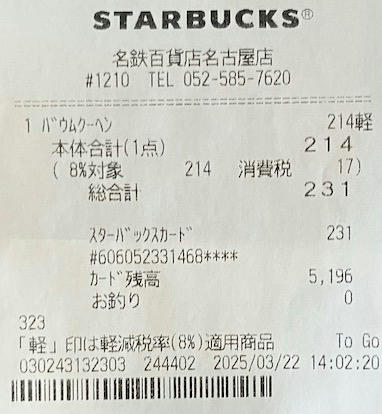 STARBUCKS®
名鉄百貨店名古屋店
#1210 TEL 052-585-7620
1 ﾊﾞｳﾑｸｰﾍﾝ 214軽
本体合計(1点) 214
( 8%対象 214 消費税 17)
総合計 231
ｽﾀｰﾊﾞｯｸｽｶｰﾄﾞ 231
#606052331468****
ｶｰﾄﾞ残高 5,196
お釣り 0
323
「軽」印は軽減税率(8%)適用商品 To Go
030243132303 244402 2025/03/22 14:02:20